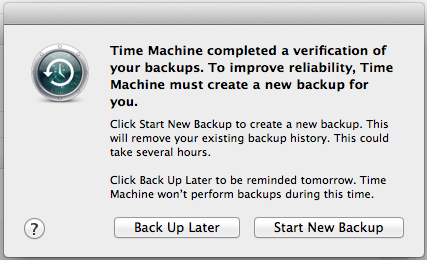 Time Machine completed a verification of
your backups. To improve reliability, Time
Machine must create a new backup for
you.
Click Start New Backup to create a new backup. This
will remove your existing backup history. This could
take several hours.
Click Back Up Later to be reminded tomorrow. Time
Machine won't perform backups during this time.
? Back Up Later Start New Backup